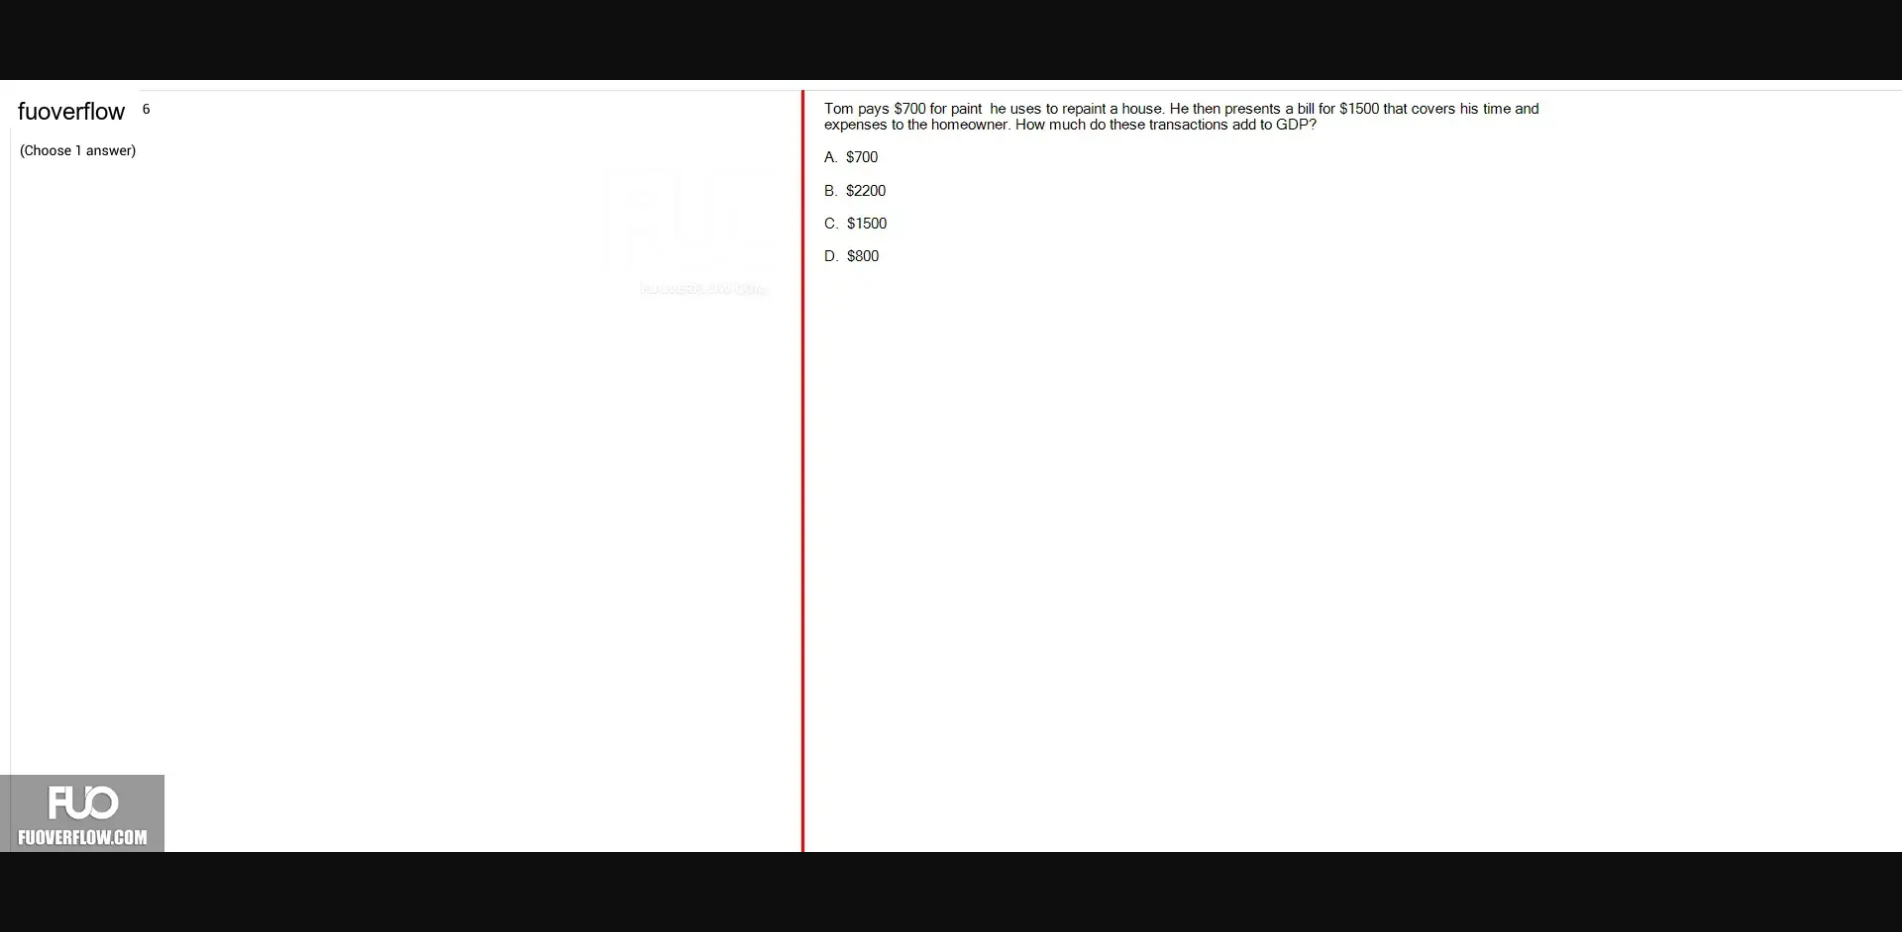 fuoverflow 6
(Choose 1 answer)
Tom pays $700 for paint he uses to repaint a house. He then presents a bill for $1500 that covers his time and
expenses to the homeowner. How much do these transactions add to GDP?
A. $700
B. $2200
C. $1500
D. $800
FUOVERFLOW.COM
FUO
FUOVERFLOW.COM